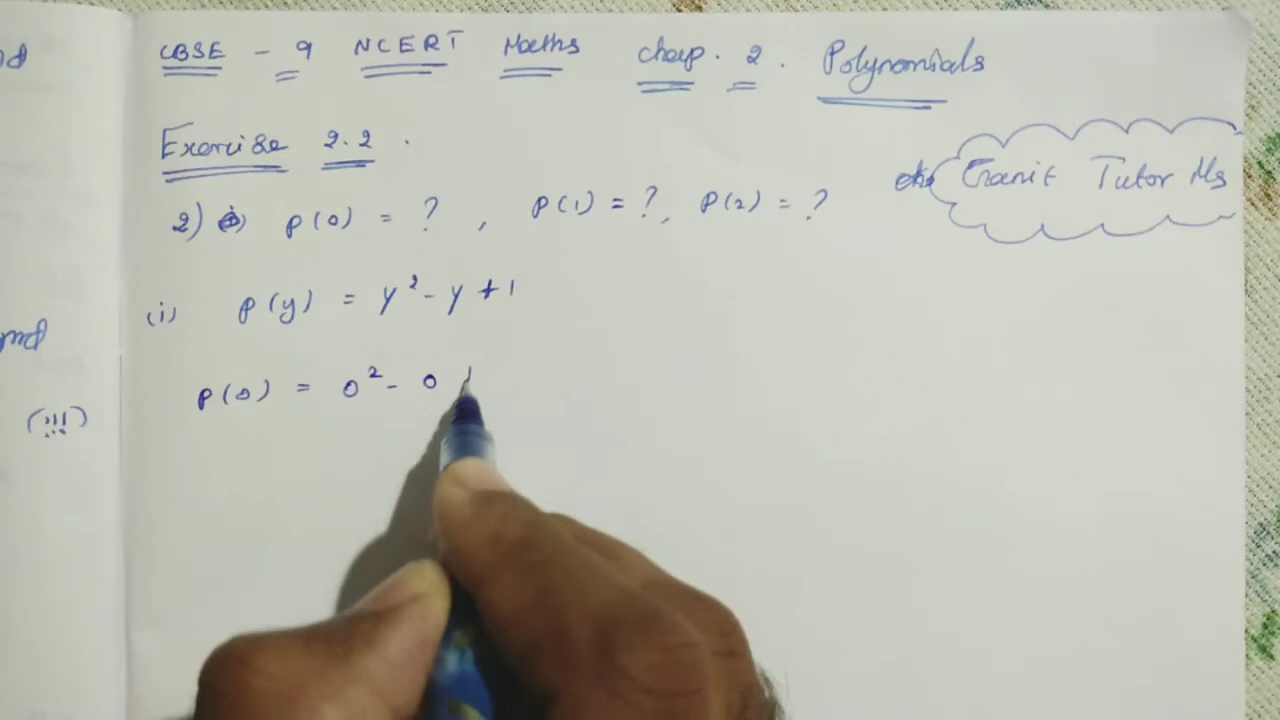 CBSE - 9 NCERT Maths chap. 2. Polynomials
Exercise 2.2.
Tutor Ms
2) P(0) = ?, P(1) = ?, P(2) = ?
(i) P(y) = y² - y + 1
P(0) = 0² - 0
(iii)